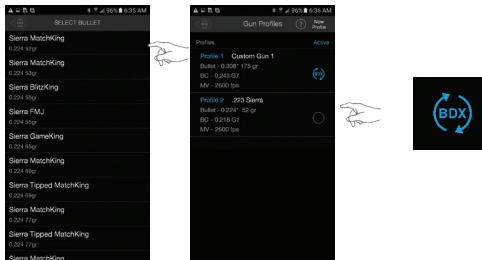 96% 6:35 AM
SELECT BULLET
Sierra MatchKing
0.224 52gr
Sierra MatchKing
0.224 53gr
Sierra BlitzKing
0.224 55gr
Sierra FMJ
0.224 55gr
Sierra GameKing
0.224 65gr
Sierra MatchKing
0.224 69gr
Sierra Tipped MatchKing
0.224 69gr
Sierra MatchKing
0.224 77gr
Sierra Tipped MatchKing
0.224 77gr
Sierra MatchKing
96% 6:36 AM
Gun Profiles
?
New
Profile
Profiles Active
Profile 1 Custom Gun 1
Bullet - 0.308" 175 gr
BC - 0.243 G7
MV - 2600 fps
BDX
Profile 2 .223 Sierra
Bullet - 0.224" 52 gr
BC - 0.218 G1
MV - 2600 fps
BDX